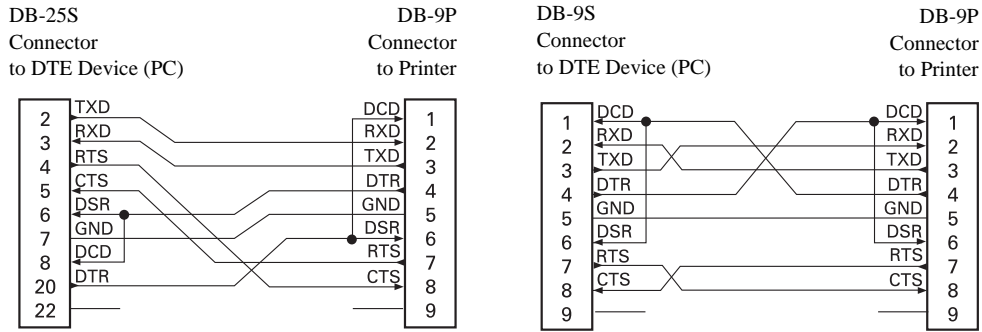 DB-25S
Connector
to DTE Device (PC)
DB-9P
Connector
to Printer
2 TXD DCD 1
3 RXD RXD 2
4 RTS TXD 3
5 CTS DTR 4
6 DSR GND 5
7 GND DSR 6
8 DCD RTS 7
20 DTR CTS 8
22 9
DB-9S
Connector
to DTE Device (PC)
DB-9P
Connector
to Printer
1 DCD DCD 1
2 RXD RXD 2
3 TXD TXD 3
4 DTR DTR 4
5 GND GND 5
6 DSR DSR 6
7 RTS RTS 7
8 CTS CTS 8
9 9